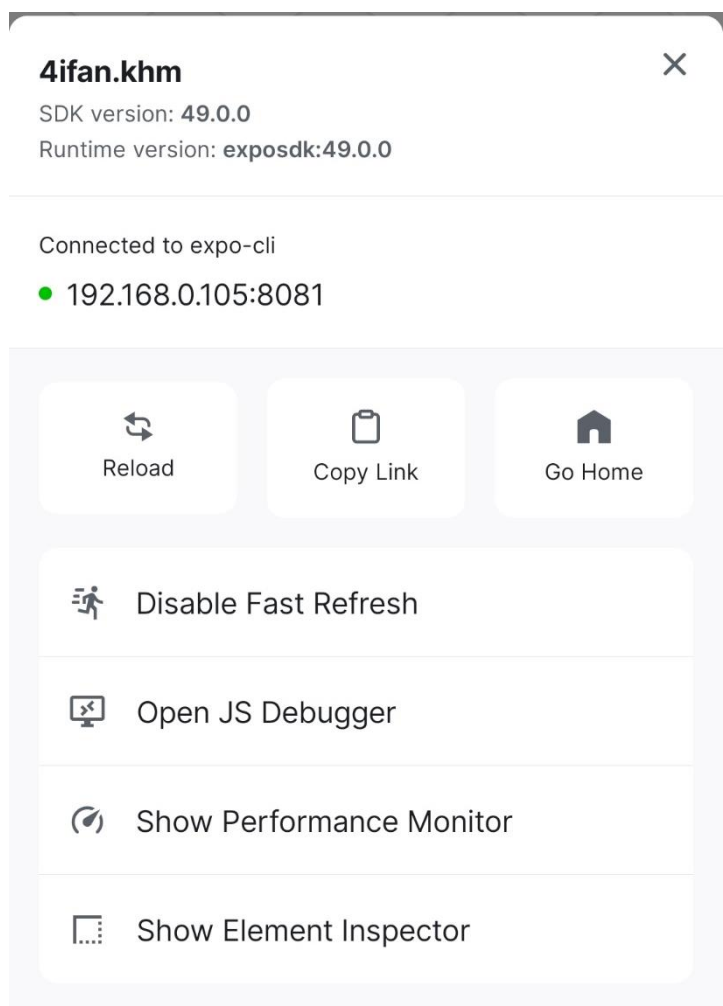 4ifan.khm
SDK version: 49.0.0
Runtime version: exposdk:49.0.0
Connected to expo-cli
192.168.0.105:8081
Reload
Copy Link
Go Home
Disable Fast Refresh
Open JS Debugger
Show Performance Monitor
Show Element Inspector